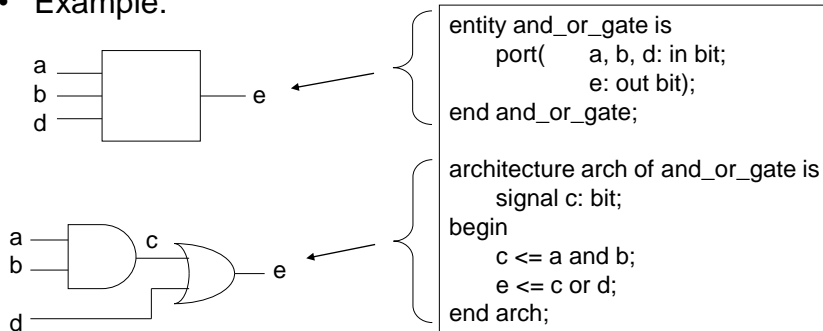 • Example:
a
b
d
e
entity and_or_gate is
port( a, b, d: in bit;
e: out bit);
end and_or_gate;
a
b
c
d
e
architecture arch of and_or_gate is
signal c: bit;
begin
c <= a and b;
e <= c or d;
end arch;